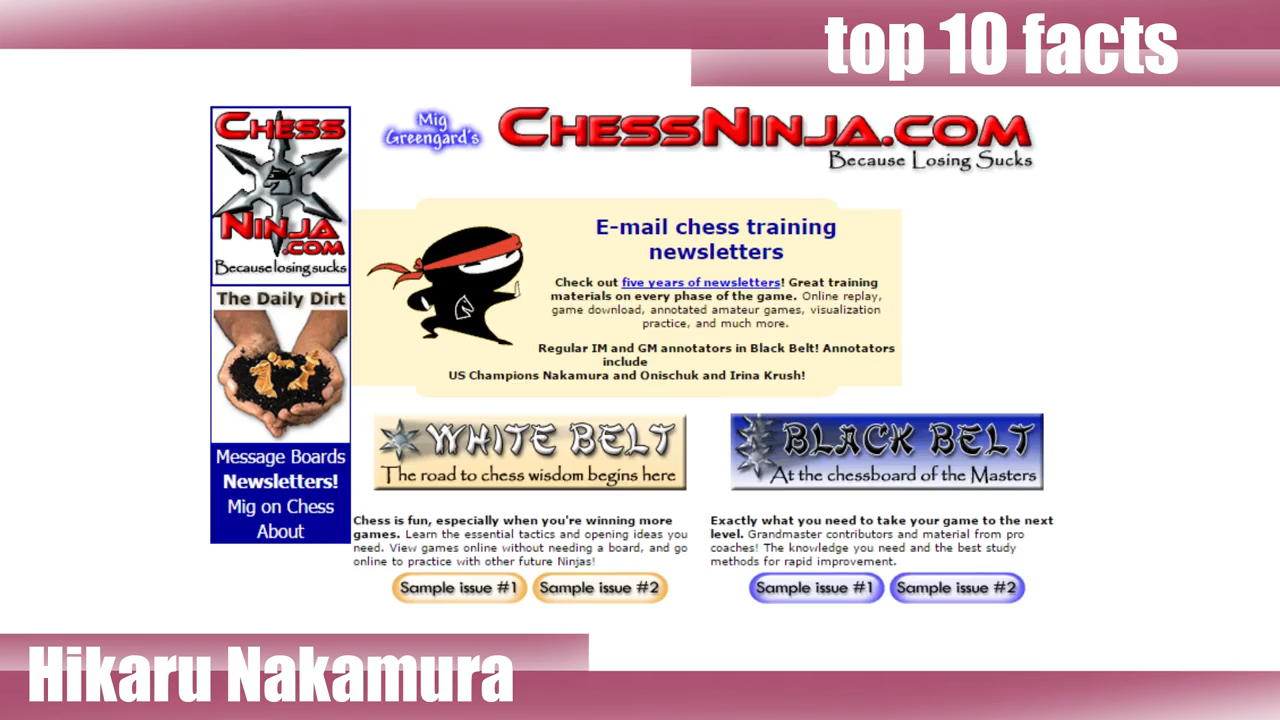 top 10 facts
CHESS
NINJA
.COM
Because losing sucks
Mig
Greengard's
CHESSNINJA.COM
Because Losing Sucks
The Daily Dirt
Message Boards
Newsletters!
Mig on Chess
About
E-mail chess training
newsletters
Check out five years of newsletters! Great training
materials on every phase of the game. Online replay,
game download, annotated amateur games, visualization
practice, and much more.
Regular IM and GM annotators in Black Belt! Annotators
include
US Champions Nakamura and Onischuk and Irina Krush!
WHITE BELT
The road to chess wisdom begins here
Chess is fun, especially when you're winning more
games. Learn the essential tactics and opening ideas you
need. View games online without needing a board, and go
online to practice with other future Ninjas!
Sample issue #1 Sample issue #2
BLACK BELT
At the chessboard of the Masters
Exactly what you need to take your game to the next
level. Grandmaster contributors and material from pro
coaches! The knowledge you need and the best study
methods for rapid improvement.
Sample issue #1 Sample issue #2
Hikaru Nakamura